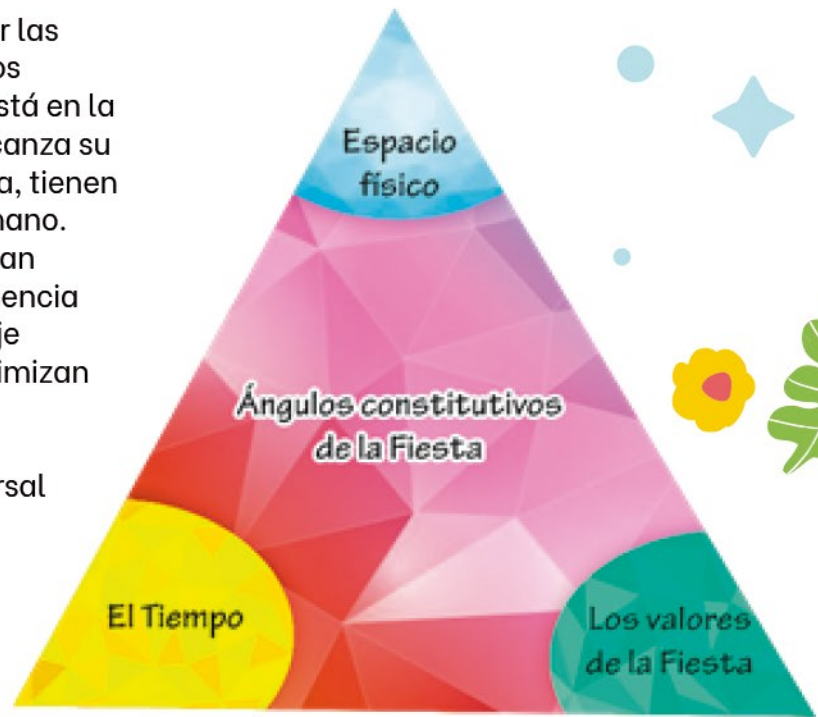 r las
os
stá en la
canza su
a, tienen
nano.
an
encia
je
imizan
rsal
Espacio
físico
Ángulos constitutivos
de la Fiesta
El Tiempo
Los valores
de la Fiesta